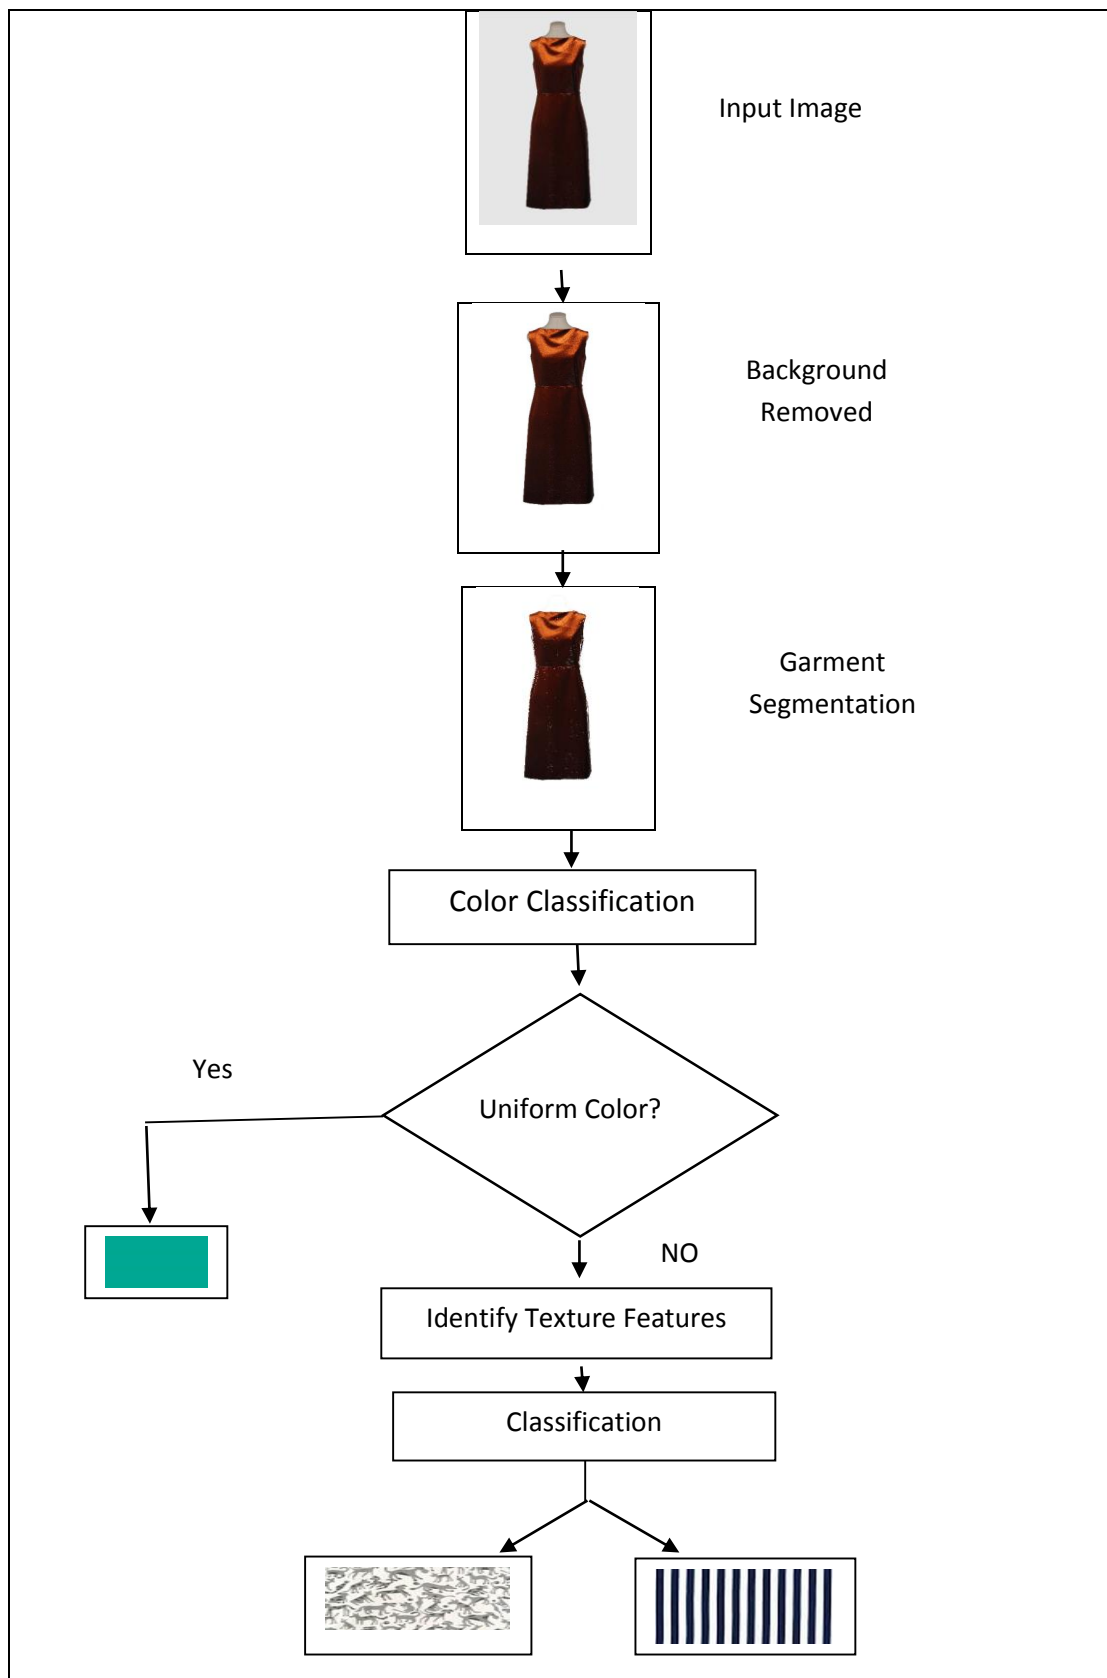 Input Image
Background
Removed
Garment
Segmentation
Color Classification
Yes
Uniform Color?
NO
Identify Texture Features
Classification